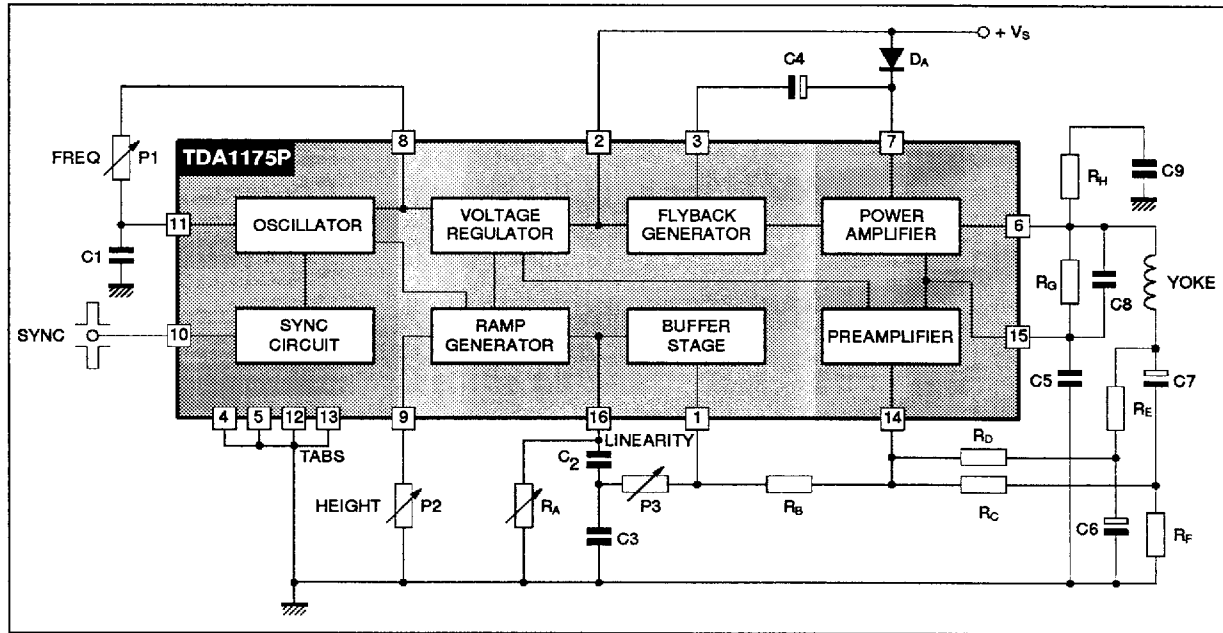 + VS
C4
DA
8
2
3
7
TDA1175P
FREQ
P1
RH
C9
11
OSCILLATOR
VOLTAGE
REGULATOR
FLYBACK
GENERATOR
POWER
AMPLIFIER
6
C1
RG
C8
YOKE
SYNC
10
SYNC
CIRCUIT
RAMP
GENERATOR
BUFFER
STAGE
PREAMPLIFIER
15
C5
C7
RE
4
5
12
13
9
16
1
14
TABS
LINEARITY
RD
C2
HEIGHT
P2
RA
P3
RB
RC
C3
C6
RF